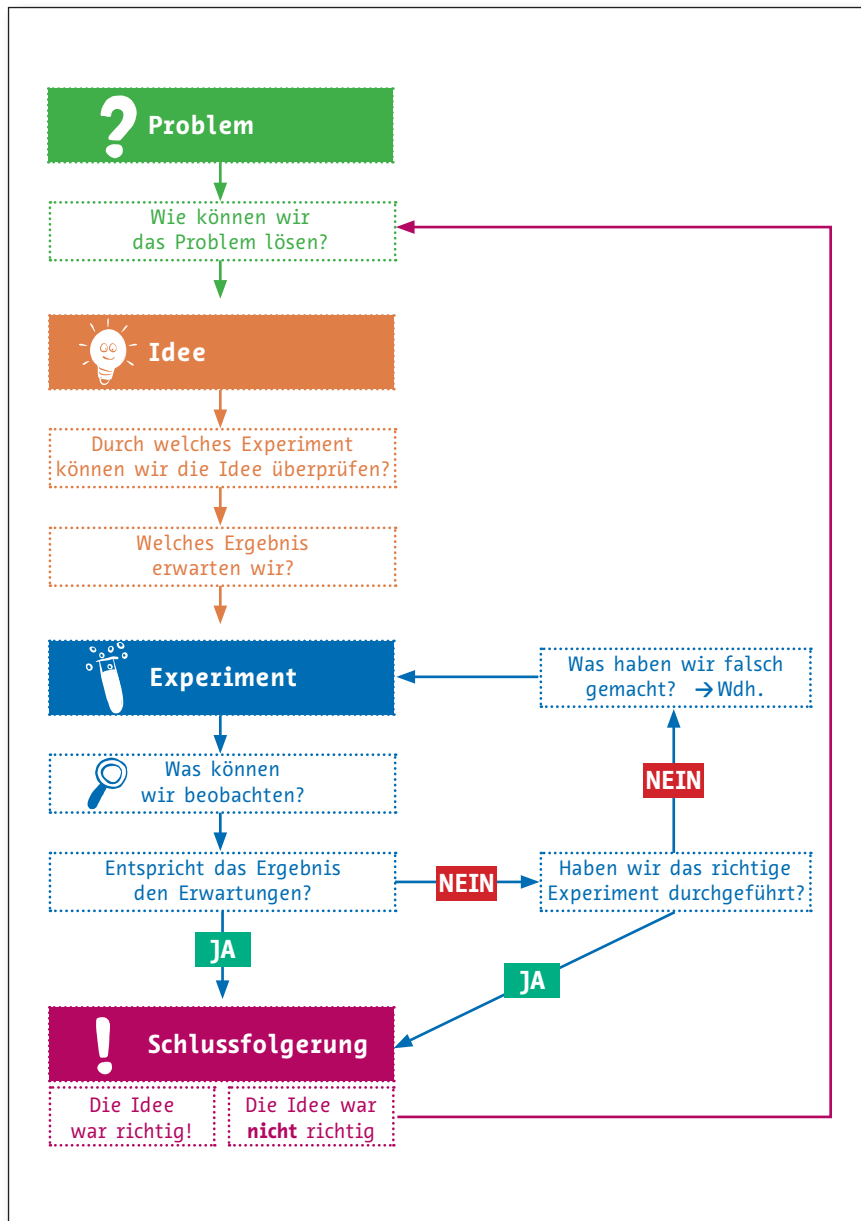 ?
Problem
Wie können wir
das Problem lösen?
Idee
Durch welches Experiment
können wir die Idee überprüfen?
Welches Ergebnis
erwarten wir?
Experiment
Was haben wir falsch
gemacht? → Wdh.
Was können
wir beobachten?
NEIN
Entspricht das Ergebnis
den Erwartungen?
NEIN
Haben wir das richtige
Experiment durchgeführt?
JA
JA
!
Schlussfolgerung
Die Idee
war richtig!
Die Idee war
nicht richtig